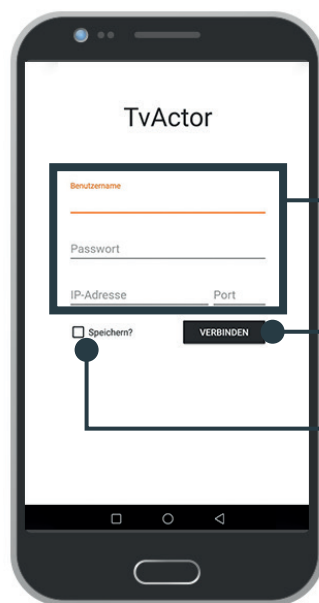 TvActor
Benutzername
Passwort
IP-Adresse Port
Speichern? VERBINDEN